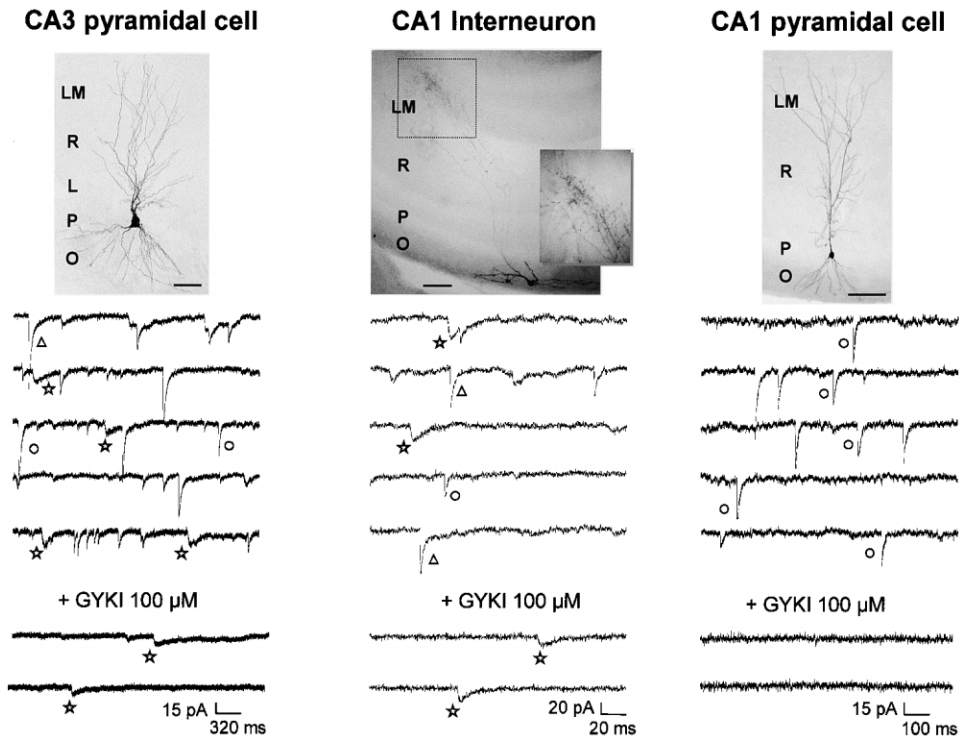 CA3 pyramidal cell
LM
R
L
P
O
CA1 Interneuron
LM
R
P
O
CA1 pyramidal cell
LM
R
P
O
+ GYKI 100 µM
15 pA
320 ms
+ GYKI 100 µM
20 pA
20 ms
+ GYKI 100 µM
15 pA
100 ms